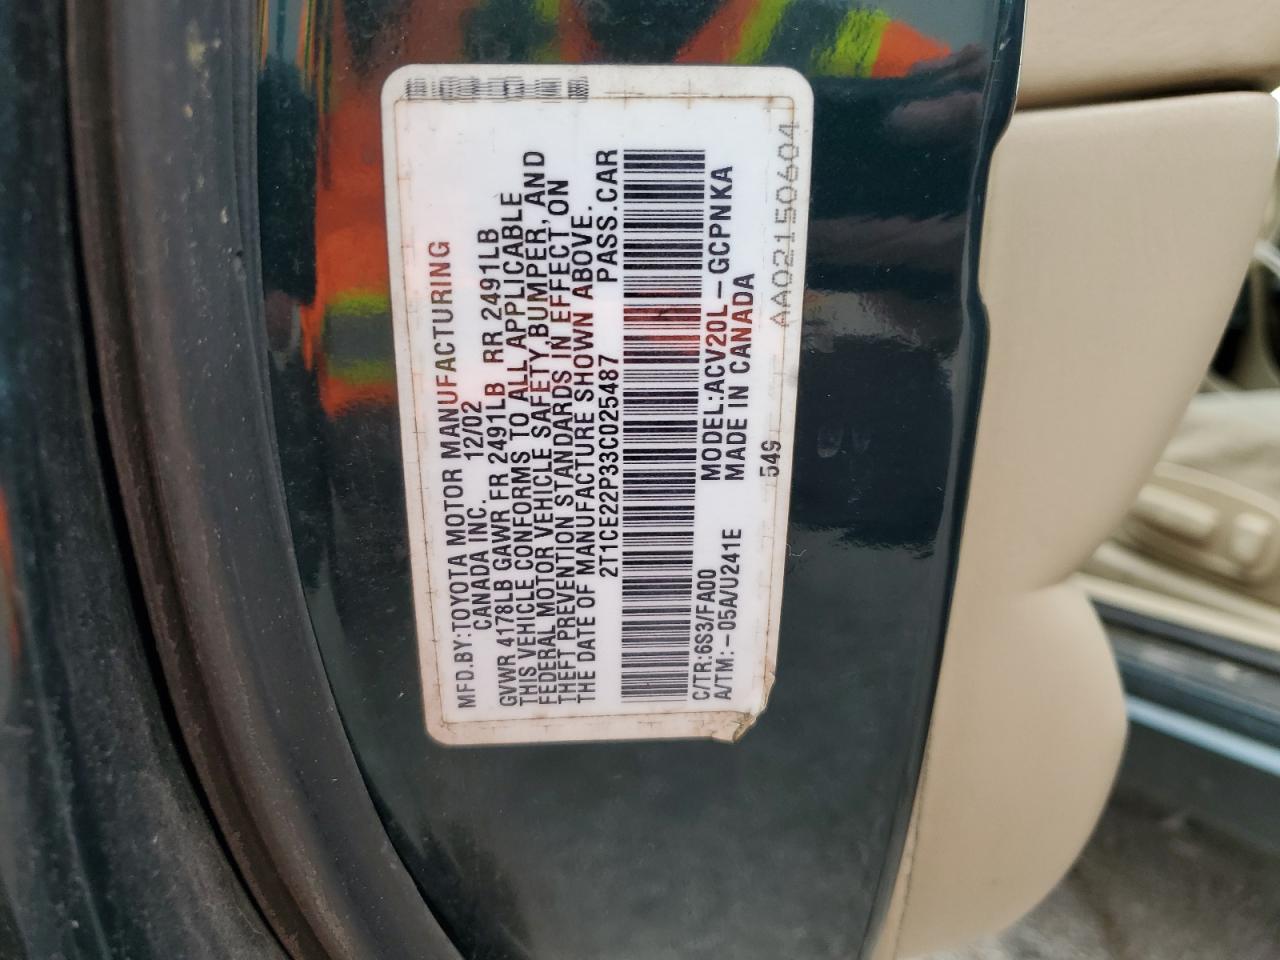 MFD.BY:TOYOTA MOTOR MANUFACTURING
CANADA INC. 12/02
GVWR 4178LB GAWR FR 2491LB RR 2491LB
THIS VEHICLE CONFORMS TO ALL APPLICABLE
FEDERAL MOTOR VEHICLE SAFETY,BUMPER, AND
THEFT PREVENTION STANDARDS IN EFFECT ON
THE DATE OF MANUFACTURE SHOWN ABOVE.
2T1CE22P33C025487 PASS.CAR
C/TR:6S3/FA00 MODEL:ACV20L-GCPNKA
A/TM:-05A/U241E MADE IN CANADA
549 AA02150604